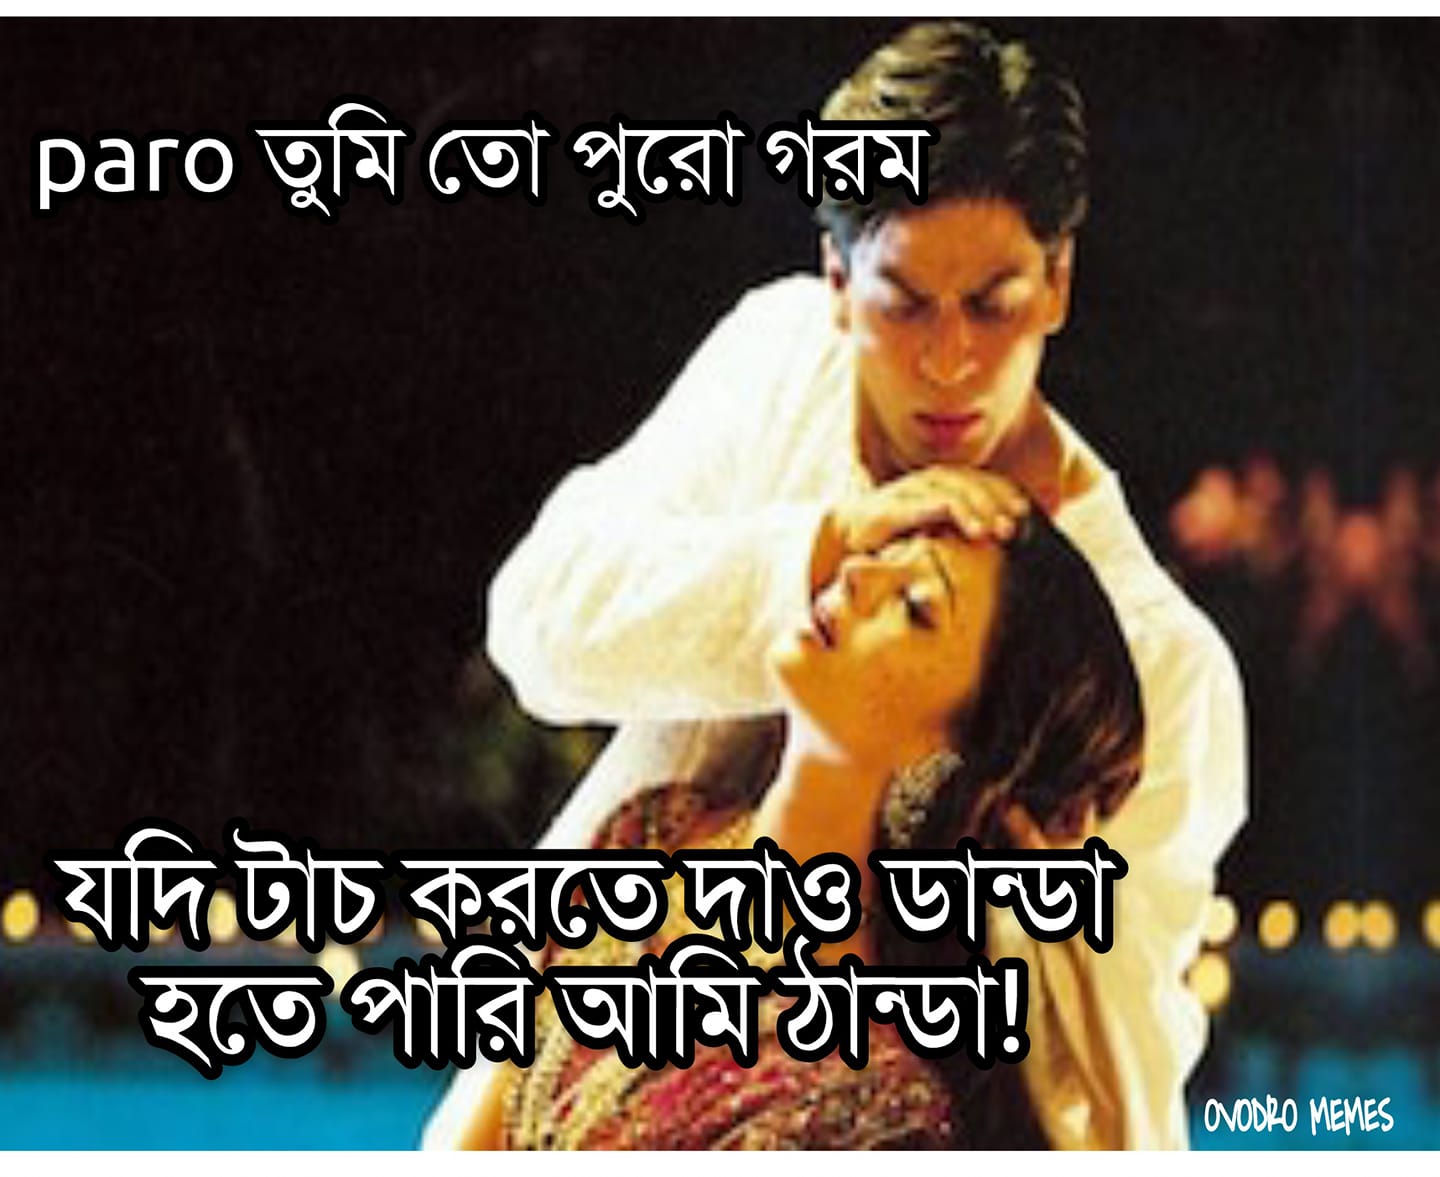 paro তুমি তো পুরো গরম
যদি টাচ করতে দাও ডান্ডা
হতে পারি আমি ঠান্ডা!
OVODRO MEMES